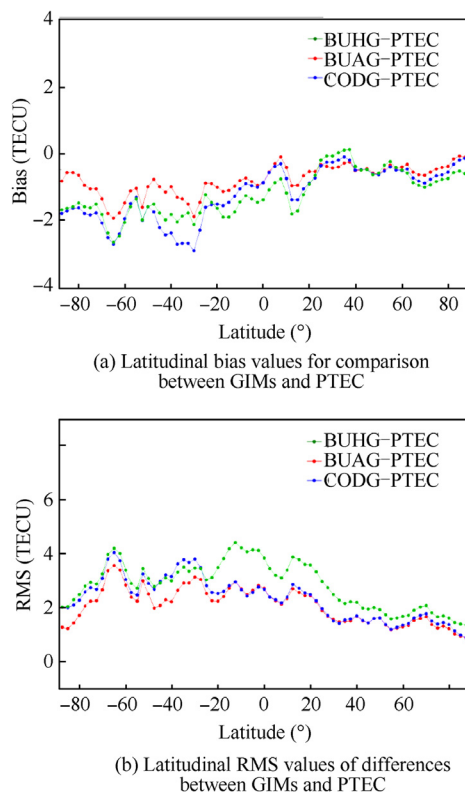 4
BUHG-PTEC
BUAG-PTEC
CODG-PTEC
2
0
−2
−4
Bias (TECU)
−80 −60 −40 −20 0 20 40 60 80
Latitude (°)
(a) Latitudinal bias values for comparison
between GIMs and PTEC
BUHG-PTEC
BUAG-PTEC
CODG-PTEC
6
4
2
0
RMS (TECU)
−80 −60 −40 −20 0 20 40 60 80
Latitude (°)
(b) Latitudinal RMS values of differences
between GIMs and PTEC